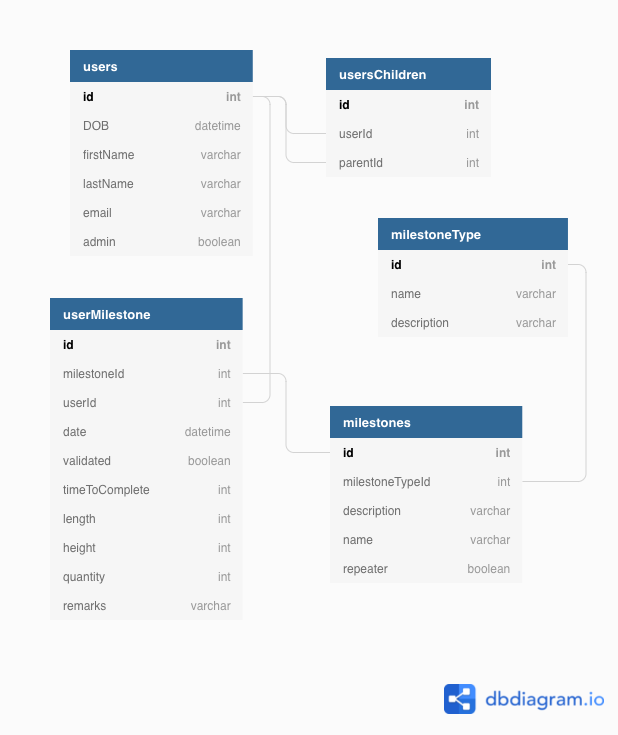 users
id int
DOB datetime
firstName varchar
lastName varchar
email varchar
admin boolean
usersChildren
id int
userId int
parentId int
milestoneType
id int
name varchar
description varchar
userMilestone
id int
milestoneId int
userId int
date datetime
validated boolean
timeToComplete int
length int
height int
quantity int
remarks varchar
milestones
id int
milestoneTypeId int
description varchar
name varchar
repeater boolean
dbdiagram.io